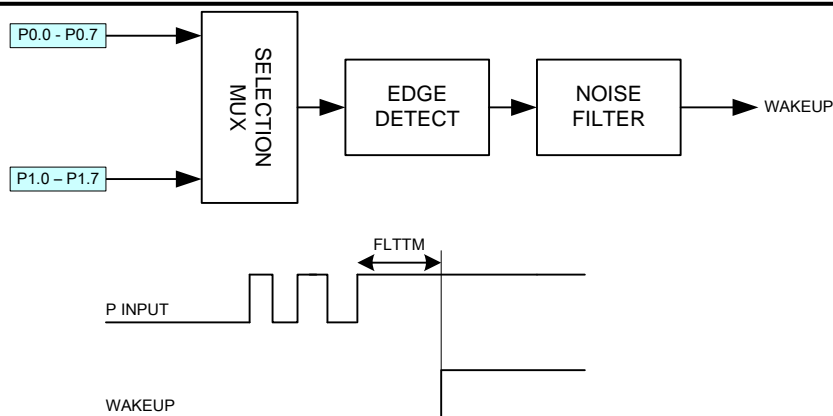 P0.0 - P0.7
SELECTION
MUX
EDGE
DETECT
NOISE
FILTER
WAKEUP
P1.0 – P1.7
FLTTM
P INPUT
WAKEUP